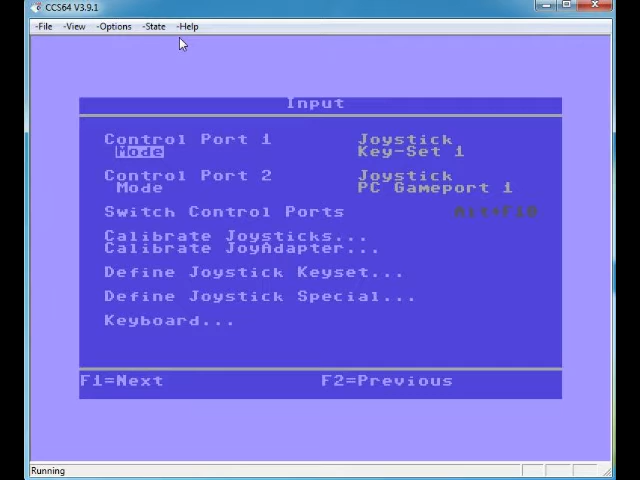 CCS64 V3.9.1
-File -View -Options -State -Help
Input
Control Port 1 Joystick
Mode Key-Set 1
Control Port 2 Joystick
Mode PC Gameport 1
Switch Control Ports Alt+F10
Calibrate Joysticks...
Calibrate JoyAdapter...
Define Joystick Keyset...
Define Joystick Special...
Keyboard...
F1=Next F2=Previous
Running